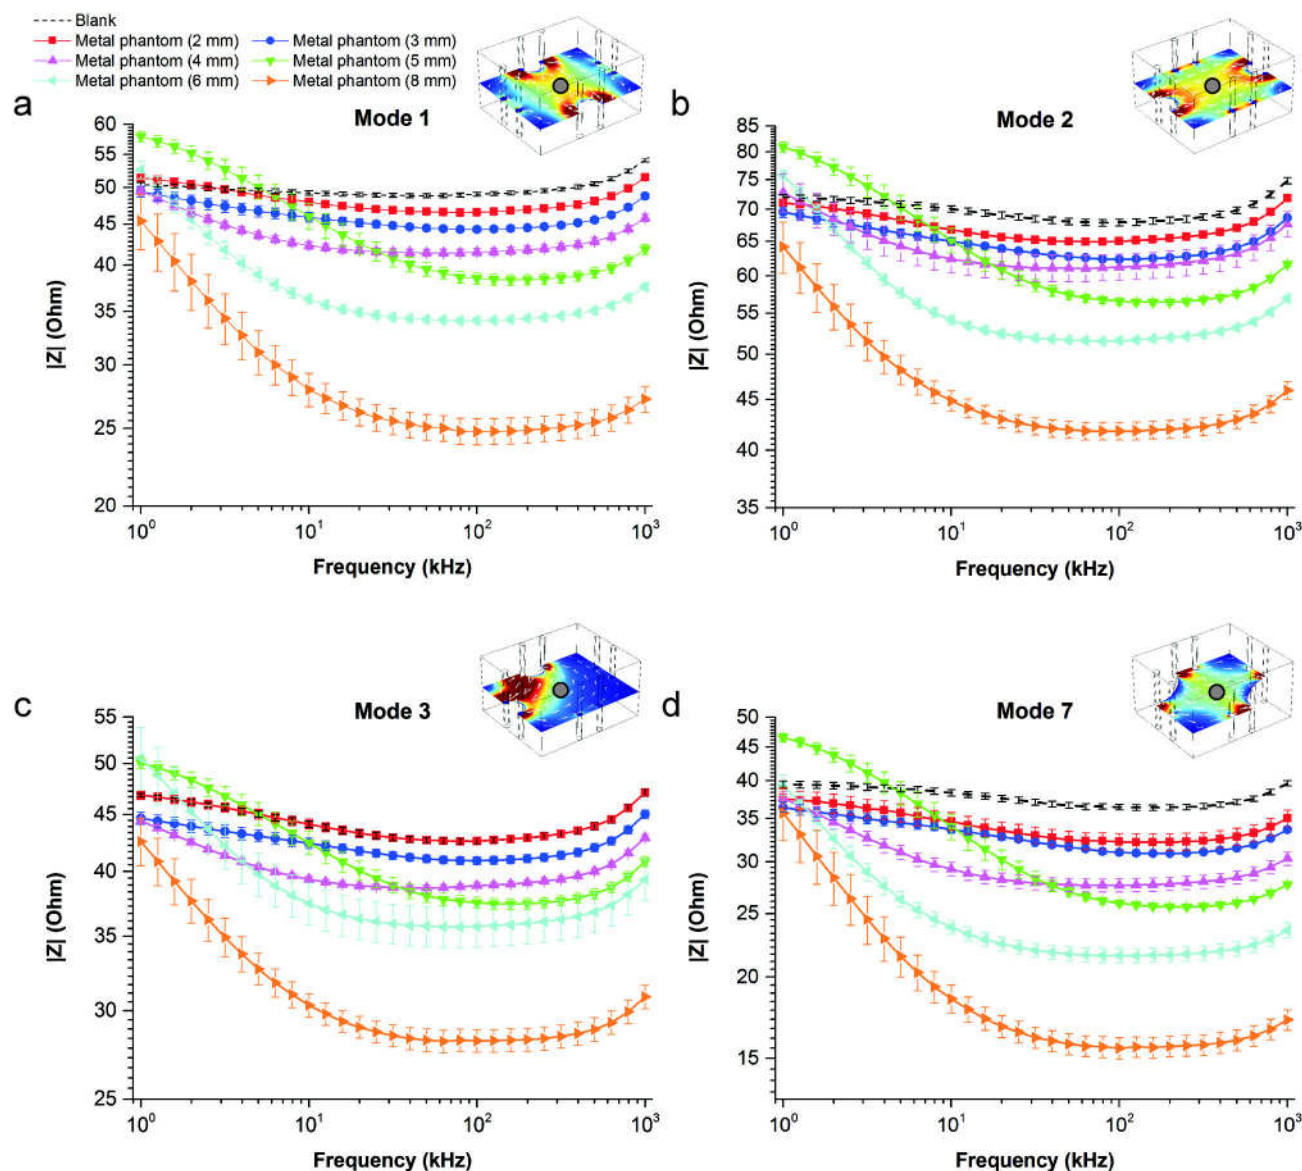 Blank
Metal phantom (2 mm) Metal phantom (3 mm)
Metal phantom (4 mm) Metal phantom (5 mm)
Metal phantom (6 mm) Metal phantom (8 mm)
a
Mode 1
60
55
50
45
40
35
30
25
20
|Z| (Ohm)
10⁰ 10¹ 10² 10³
Frequency (kHz)
b
Mode 2
85
80
75
70
65
60
55
50
45
40
35
|Z| (Ohm)
10⁰ 10¹ 10² 10³
Frequency (kHz)
c
Mode 3
55
50
45
40
35
30
25
|Z| (Ohm)
10⁰ 10¹ 10² 10³
Frequency (kHz)
d
Mode 7
50
45
40
35
30
25
20
15
|Z| (Ohm)
10⁰ 10¹ 10² 10³
Frequency (kHz)